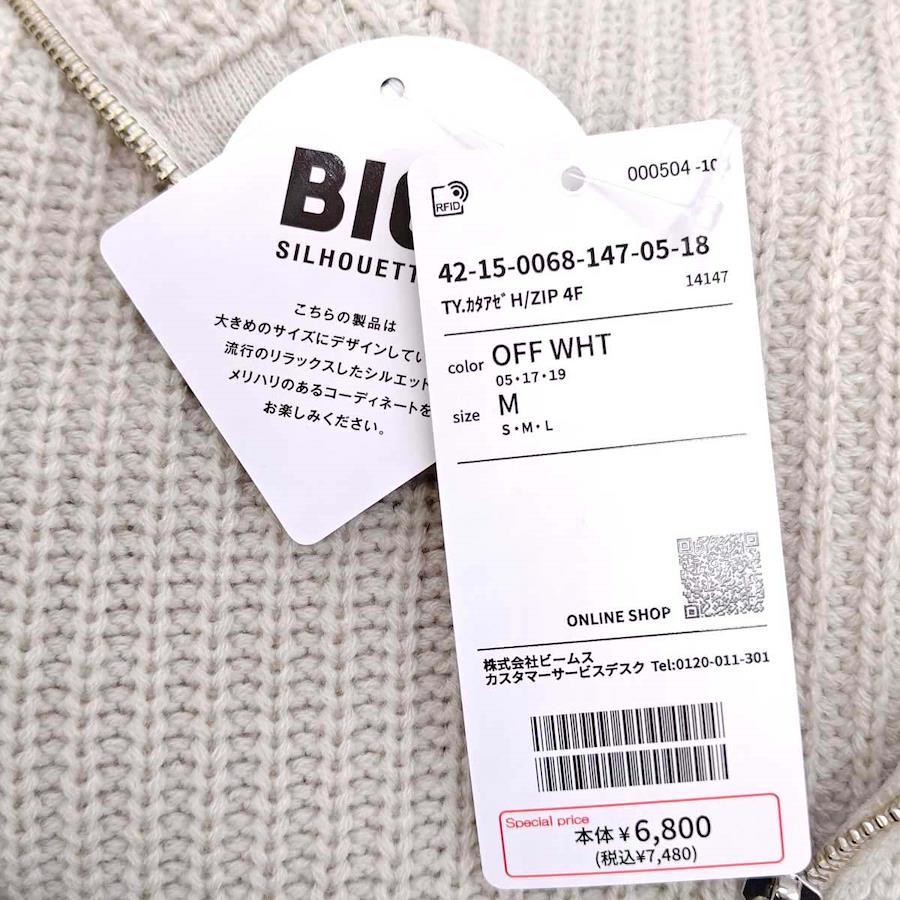 BIG
SILHOUETT
こちらの製品は
大きめのサイズにデザインしてい
流行のリラックスしたシルエット
メリハリのあるコーディネートを
お楽しみください。
RFID
000504 -10
42-15-0068-147-05-18
TY.ｶﾀｱｾﾞ H/ZIP 4F
14147
color OFF WHT
05・17・19
size M
S・M・L
ONLINE SHOP
株式会社ビームス
カスタマーサービスデスク Tel:0120-011-301
Special price
本体 ¥6,800
(税込¥7,480)